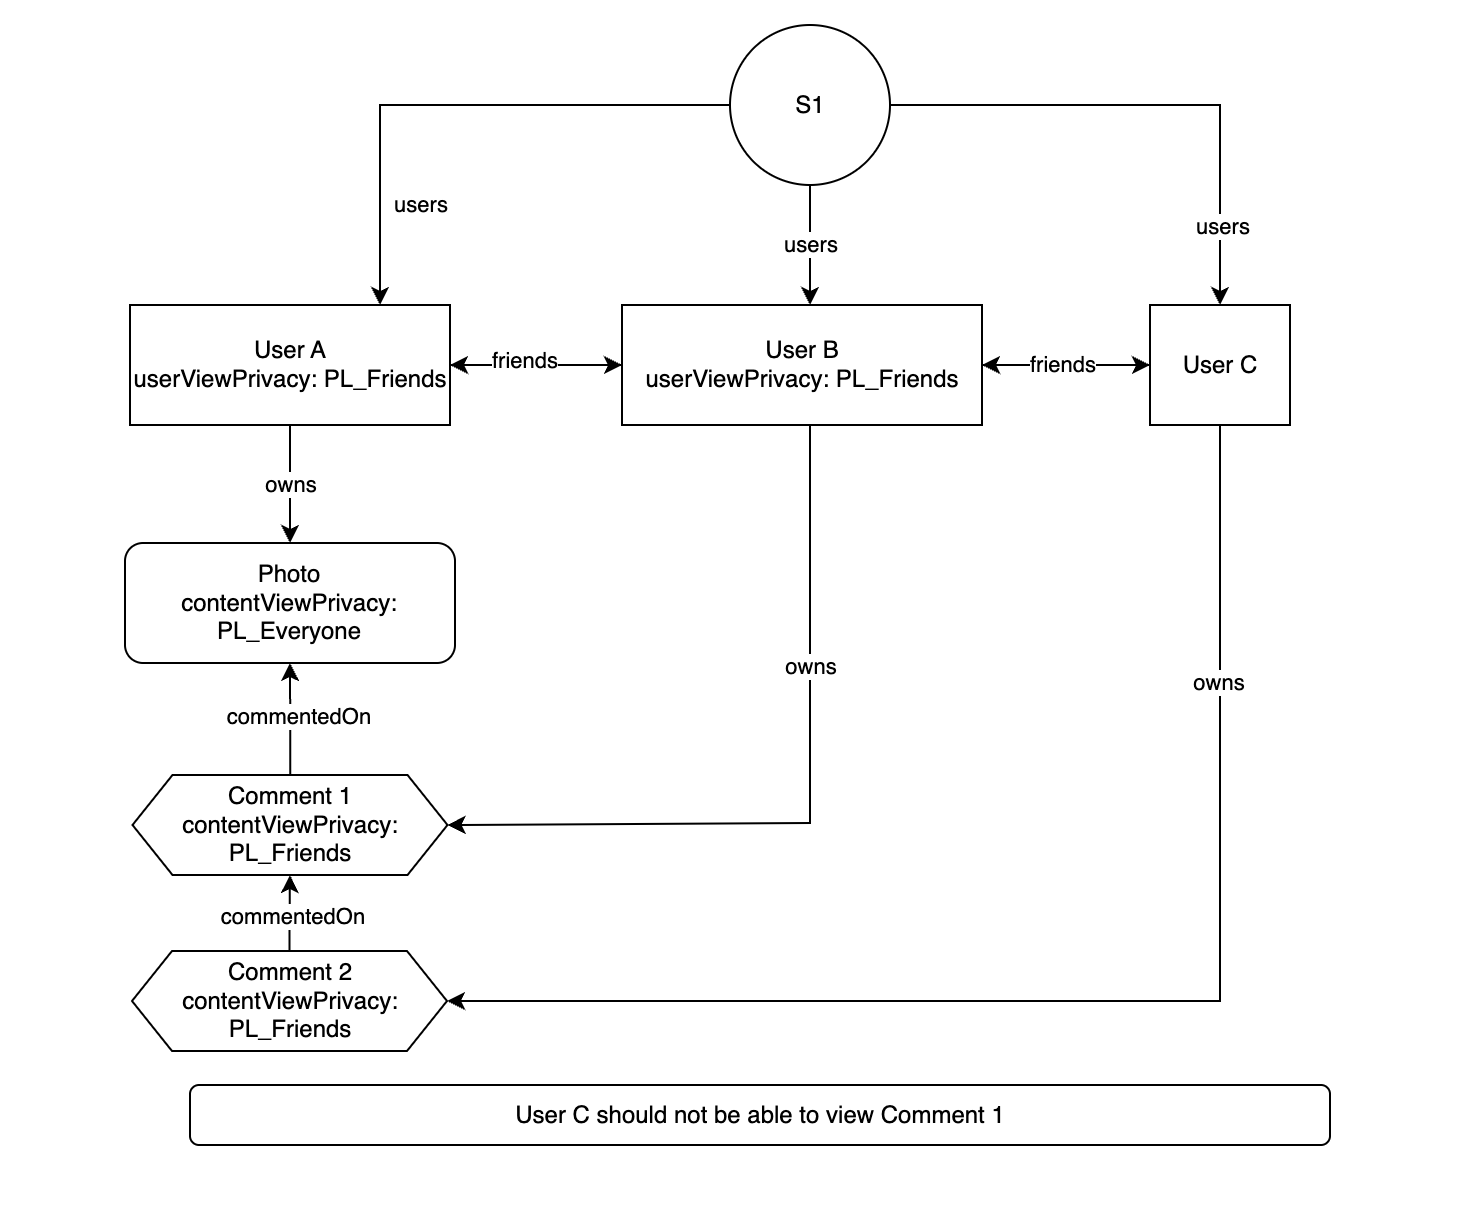 S1
users
users
users
User A
userViewPrivacy: PL_Friends
friends
User B
userViewPrivacy: PL_Friends
friends
User C
owns
Photo
contentViewPrivacy:
PL_Everyone
owns
owns
commentedOn
Comment 1
contentViewPrivacy:
PL_Friends
commentedOn
Comment 2
contentViewPrivacy:
PL_Friends
User C should not be able to view Comment 1